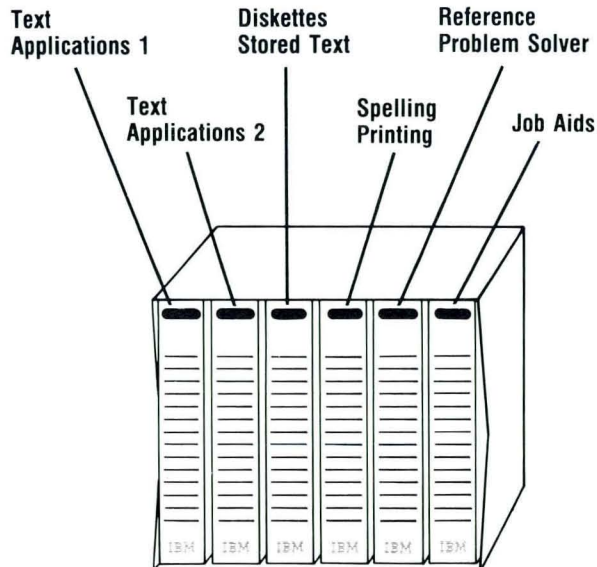 Text
Applications 1
Diskettes
Stored Text
Reference
Problem Solver
Text
Applications 2
Spelling
Printing
Job Aids
IBM
IBM
IBM
IBM
IBM
IBM